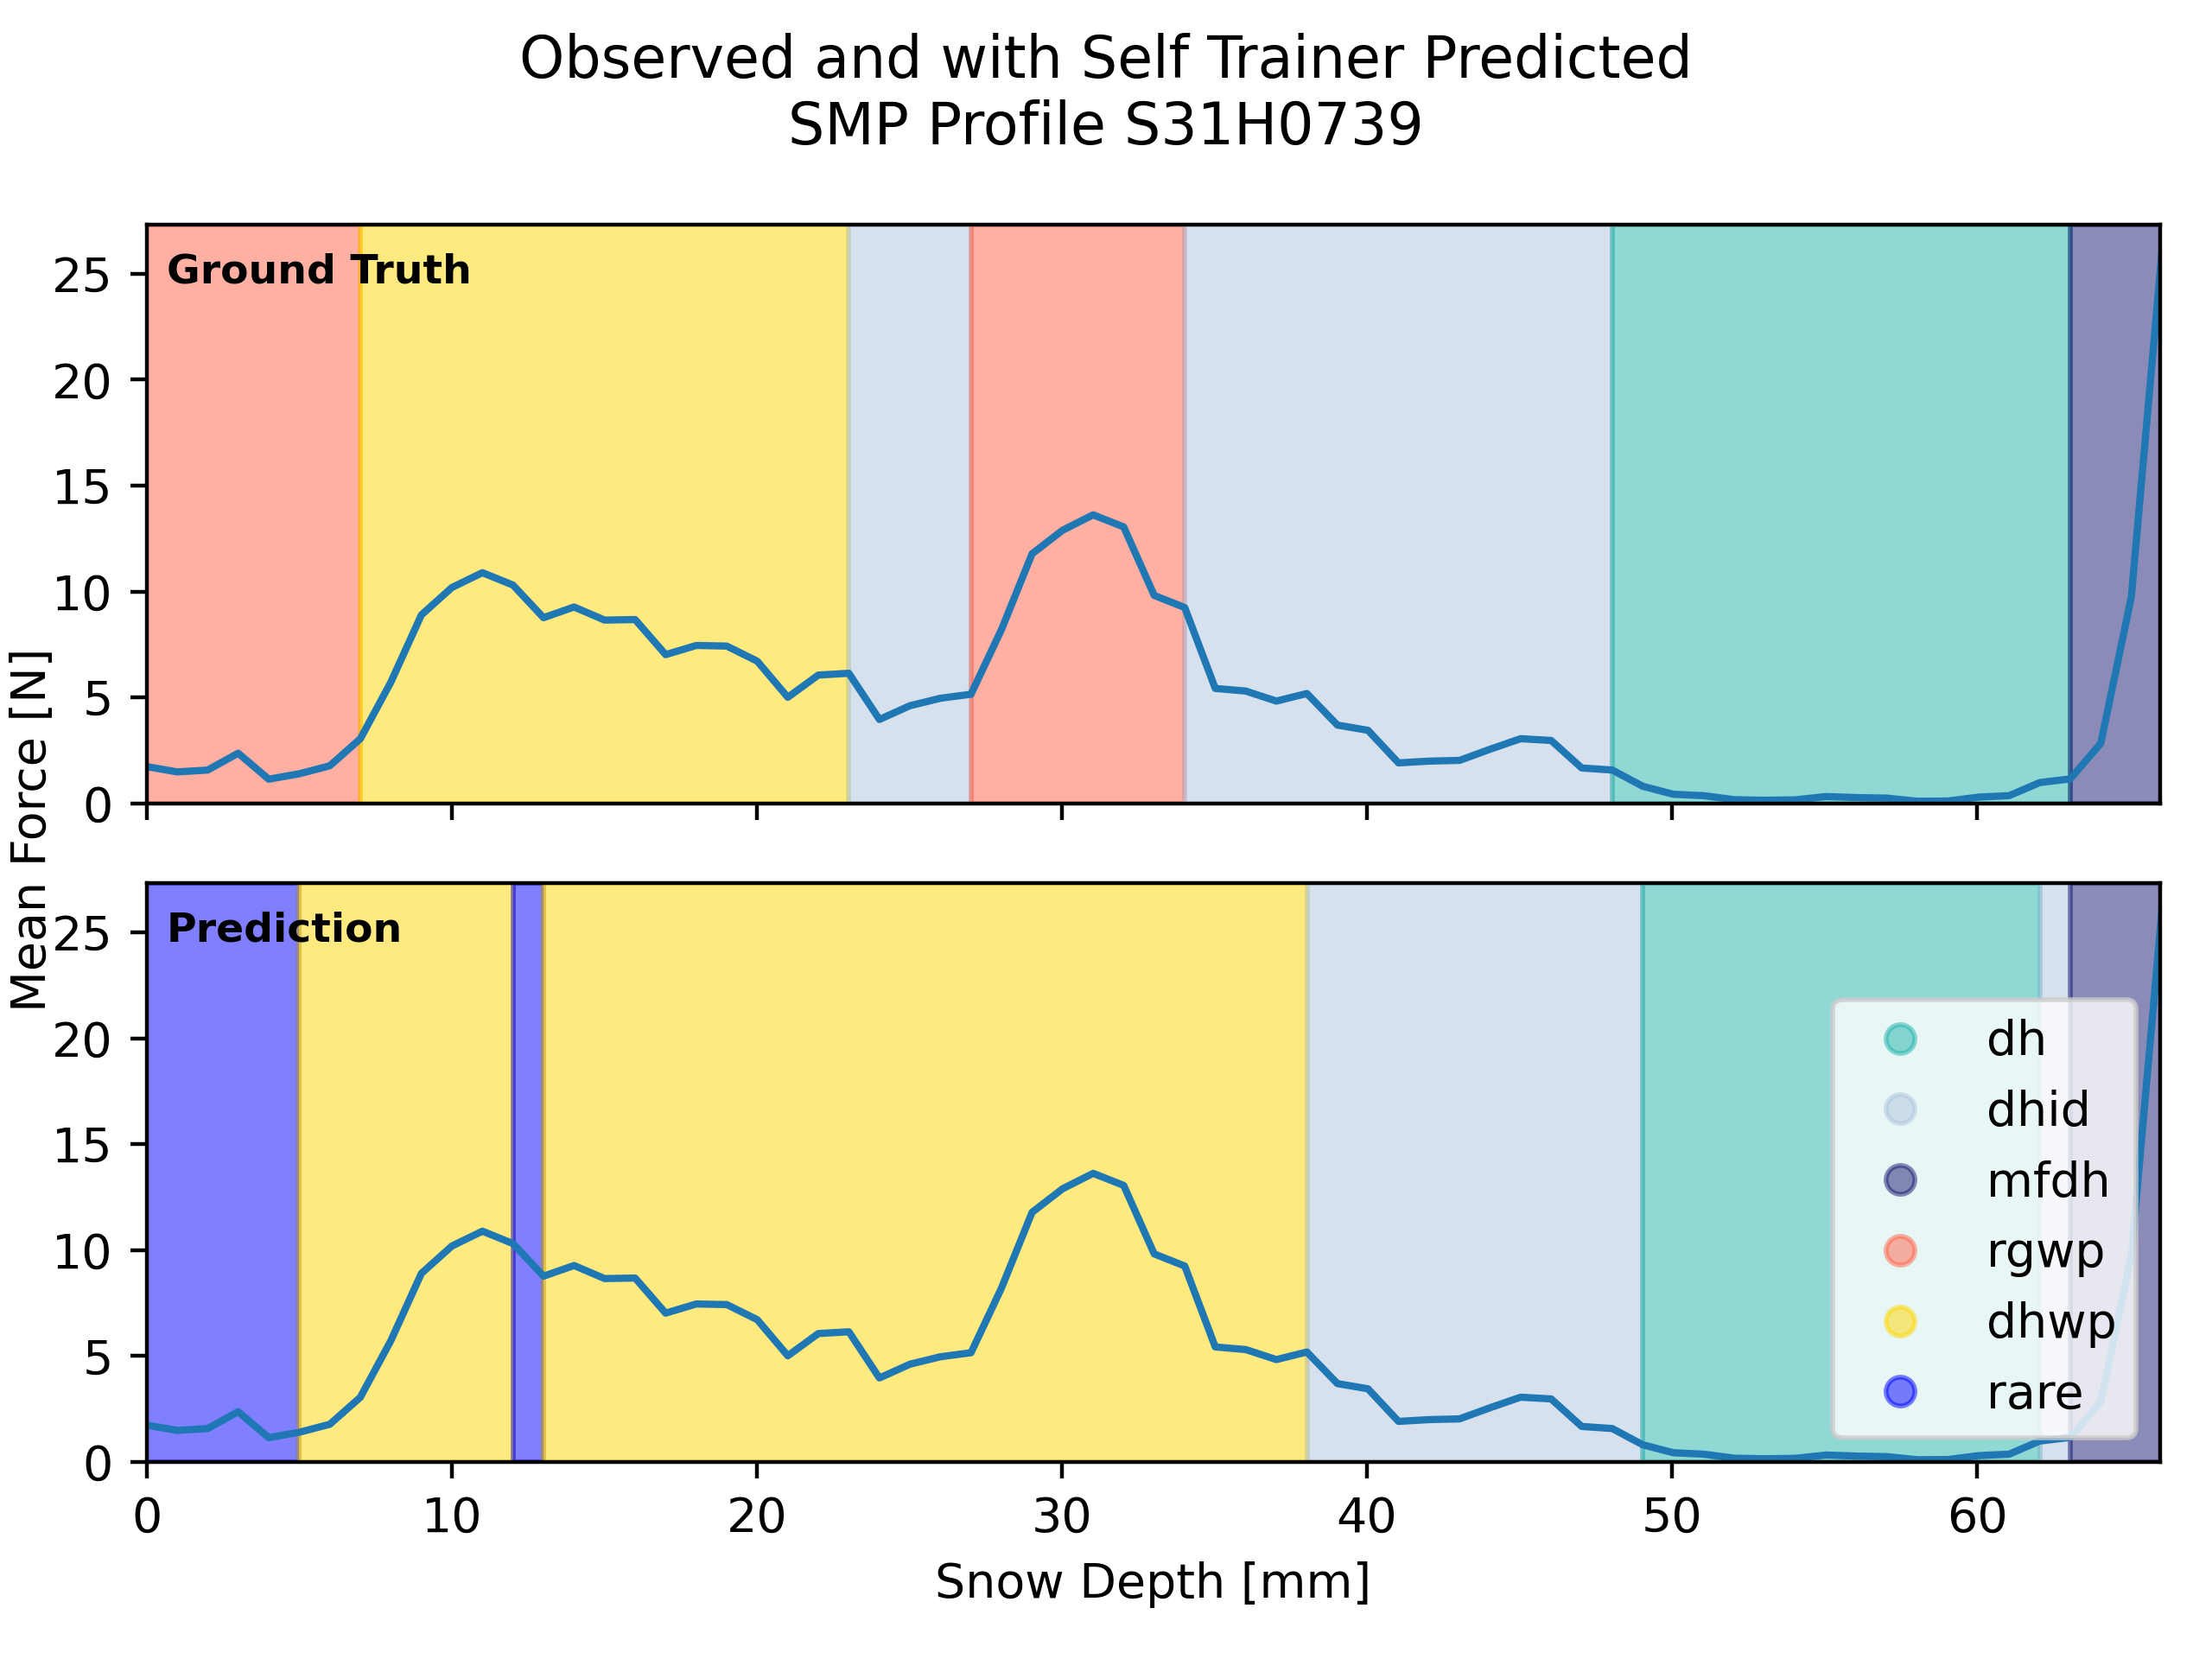 Observed and with Self Trainer Predicted
SMP Profile S31H0739
Mean Force [N]
Ground Truth
25
20
15
10
5
0
Prediction
25
20
15
10
5
0
dh
dhid
mfdh
rgwp
dhwp
rare
0 10 20 30 40 50 60
Snow Depth [mm]